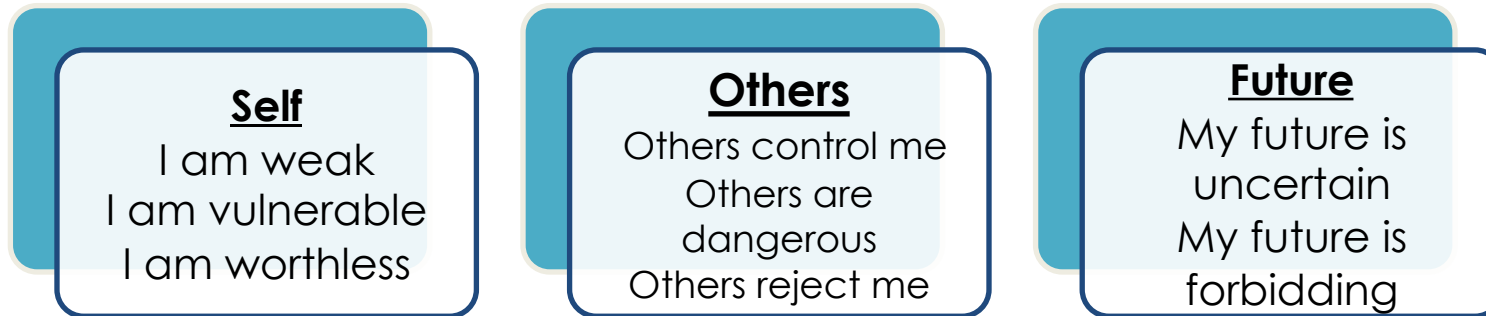 Self
I am weak
I am vulnerable
I am worthless
Others
Others control me
Others are
dangerous
Others reject me
Future
My future is
uncertain
My future is
forbidding